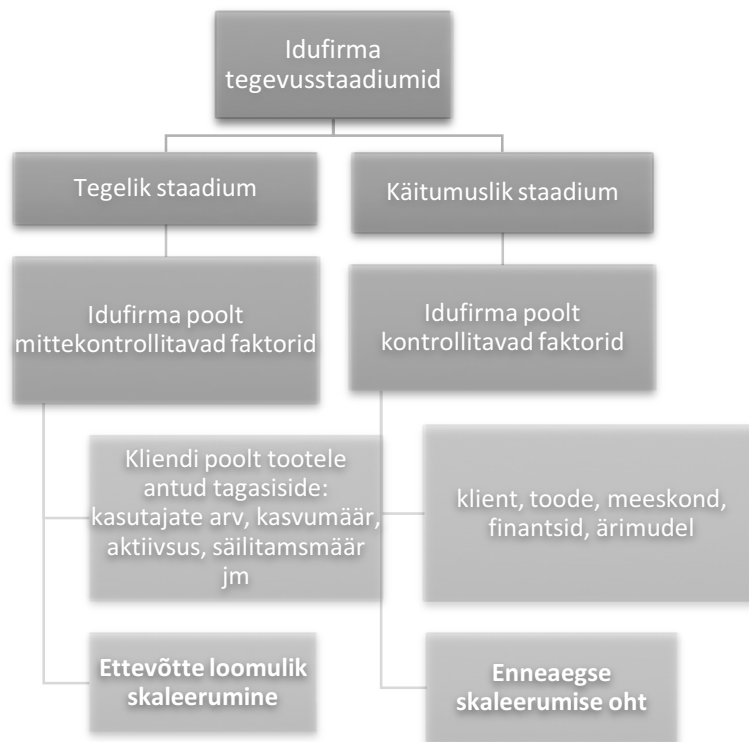 Idufirma
tegevusstaadiumid
Tegelik staadium
Käitumuslik staadium
Idufirma poolt
mittekontrollitavad faktorid
Idufirma poolt
kontrollitavad faktorid
Kliendi poolt tootele
antud tagasiside:
kasutajate arv, kasvumäär,
aktiivsus, säilitamsmäär
jm
klient, toode, meeskond,
finantsid, ärimudel
Ettevõtte loomulik
skaleerumine
Enneaegse
skaleerumise oht